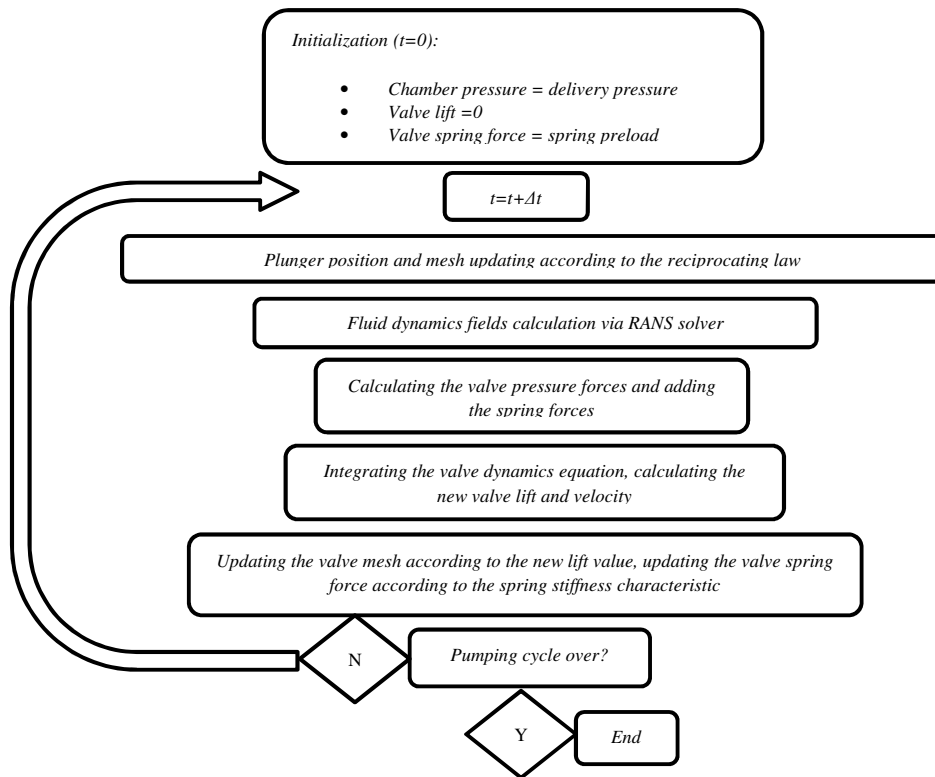 Initialization (t=0):
• Chamber pressure = delivery pressure
• Valve lift =0
• Valve spring force = spring preload
t=t+Δt
Plunger position and mesh updating according to the reciprocating law
Fluid dynamics fields calculation via RANS solver
Calculating the valve pressure forces and adding
the spring forces
Integrating the valve dynamics equation, calculating the
new valve lift and velocity
Updating the valve mesh according to the new lift value, updating the valve spring
force according to the spring stiffness characteristic
N
Pumping cycle over?
Y
End